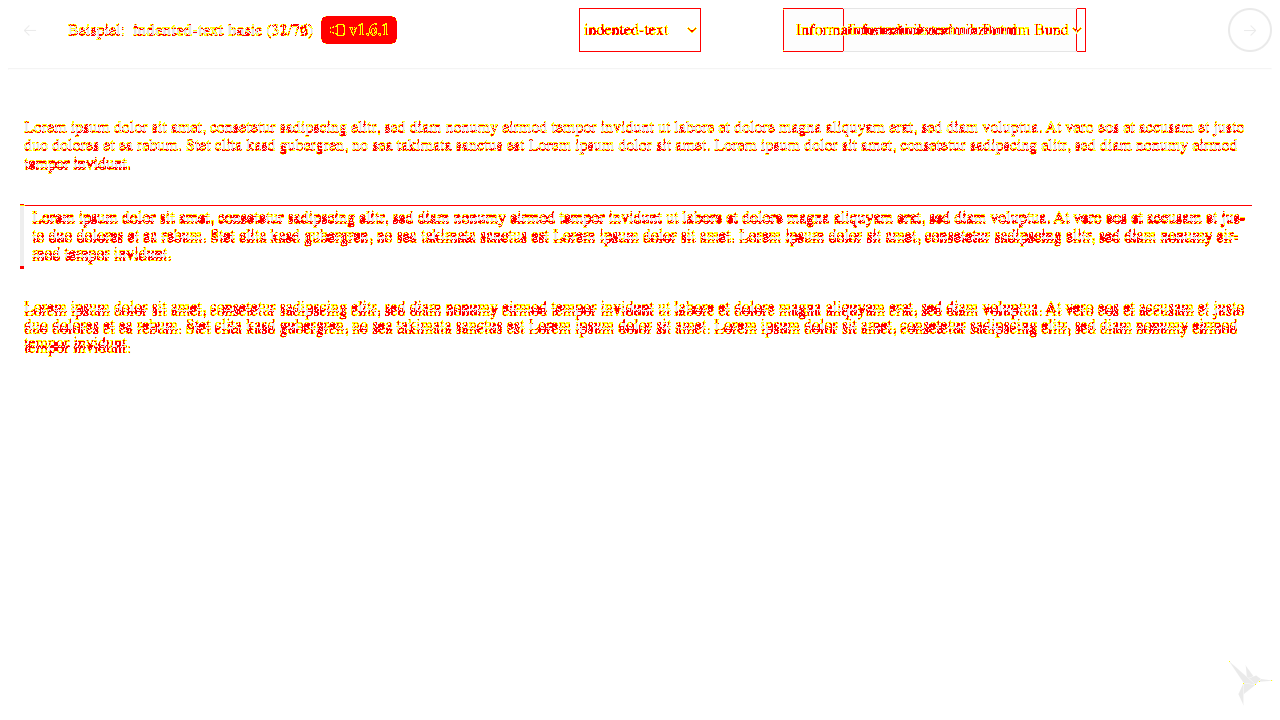 Beispiel: indented-text basic v1.6.1
indented-text
Lorem ipsum dolor sit amet, consetetur sadipscing elitr, sed diam nonumy eirmod tempor invidunt ut labore et dolore magna aliquyam erat, sed diam voluptua. At vero eos et accusam et justo
duo dolores et ea rebum. Stet clita kasd gubergren, no sea takimata sanctus est Lorem ipsum dolor sit amet. Lorem ipsum dolor sit amet, consetetur sadipscing elitr, sed diam nonumy eirmod
tempor invidunt.
Lorem ipsum dolor sit amet, consetetur sadipscing elitr, sed diam nonumy eirmod tempor invidunt ut labore et dolore magna aliquyam erat, sed diam voluptua. At vero eos et accusam et jus-
to duo dolores et ea rebum. Stet clita kasd gubergren, no sea takimata sanctus est Lorem ipsum dolor sit amet. Lorem ipsum dolor sit amet, consetetur sadipscing elitr, sed diam nonumy eir-
mod tempor invidunt.
Lorem ipsum dolor sit amet, consetetur sadipscing elitr, sed diam nonumy eirmod tempor invidunt ut labore et dolore magna aliquyam erat, sed diam voluptua. At vero eos et accusam et justo
duo dolores et ea rebum. Stet clita kasd gubergren, no sea takimata sanctus est Lorem ipsum dolor sit amet. Lorem ipsum dolor sit amet, consetetur sadipscing elitr, sed diam nonumy eirmod
tempor invidunt.